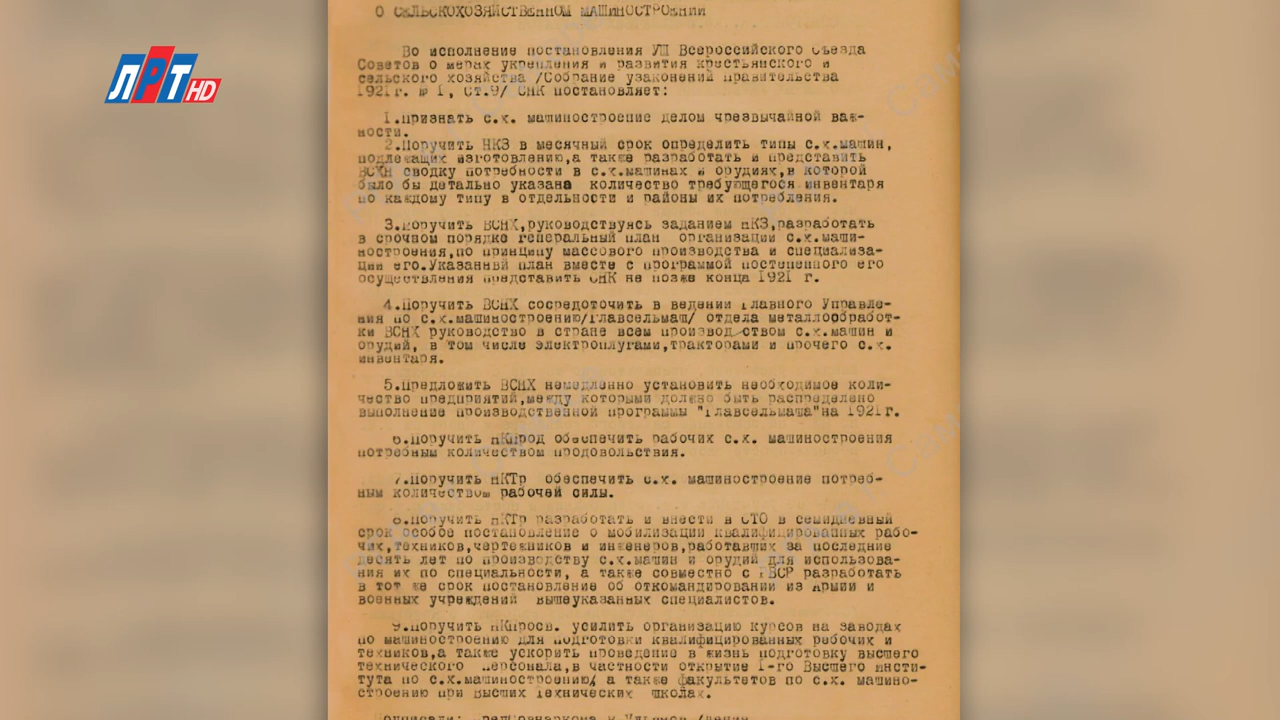 О СЕЛЬСКОХОЗЯЙСТВЕННОМ МАШИНОСТРОЕНИИ
ЛРТ HD
Во исполнение постановления УШ Всероссийского съезда
Советов о мерах укрепления и развития крестьянского и
сельского хозяйства /Собрание узаконений правительства
1921г. № 1, ст.9/ СНК постановляет:
1.Признать с.х. машиностроение делом чрезвычайной важ-
ности.
2.Поручить НКЗ в месячный срок определить типы с.х.машин,
подлежащих изготовлению,а также разработать и представить
ВСНХ сводку потребности в с.х.машинах и орудиях,в которой
было бы детально указана количество требующегося инвентаря
по каждому типу в отдельности и районы их потребления.
3.Поручить ВСНХ,руководствуясь заданием НКЗ,разработать
в срочном порядке генеральный план организации с.х.маши-
ностроения,по принципу массового производства и специализа-
ции его.Указанный план вместе с программой постепенного его
осуществления представить СНК не позже конца 1921 г.
4.Поручить ВСНХ сосредоточить в ведении Главного Управле-
ния по с.х.машиностроению/Главсельмаш/ отдела металлообработ-
ки ВСНХ руководство в стране всем производством с.х.машин и
орудий, в том числе электроплугами,тракторами и прочего с.х.
инвентаря.
5.Предложить ВСНХ немедленно установить необходимое коли-
чество предприятий,между которыми должно быть распределено
выполнение производственной программы "Главсельмаша"на 1921г.
6.Поручить НКпрод обеспечить рабочих с.х. машиностроения
потребным количеством продовольствия.
7.Поручить НКТр обеспечить с.х. машиностроение потреб-
ным количеством рабочей силы.
8.Поручить НКТр разработать и внести в СТО в семидневный
срок особое постановление о мобилизации квалифицированных рабо-
чих,техников,чертежников и инженеров,работавших за последние
десять лет по производству с.х.машин и орудий для использова-
ния их по специальности, а также совместно с РВСР разработать
в тот же срок постановление об откомандировании из Армии и
военных учреждений вышеуказанных специалистов.
9.Поручить НКпросв. усилить организацию курсов на заводах
по машиностроению для подготовки квалифицированных рабочих и
техников,а также ускорить проведение в жизнь подготовку высшего
технического персонала,в частности открытие 1-го Высшего инсти-
тута по с.х.машиностроению, а также факультетов по с.х. машино-
строению при Высших Технических школах.